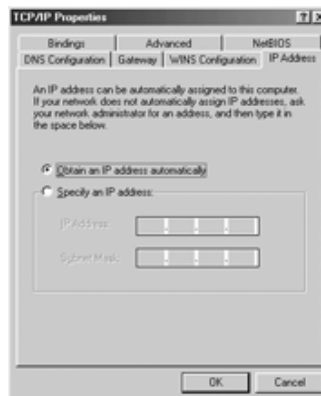 TCP/IP Properties
Bindings
Advanced
NetBIOS
DNS Configuration
Gateway
WINS Configuration
IP Address
An IP address can be automatically assigned to this computer.
If your network does not automatically assign IP addresses, ask
your network administrator for an address, and then type it in
the space below.
Obtain an IP address automatically
Specify an IP address:
IP Address:
Subnet Mask:
OK
Cancel